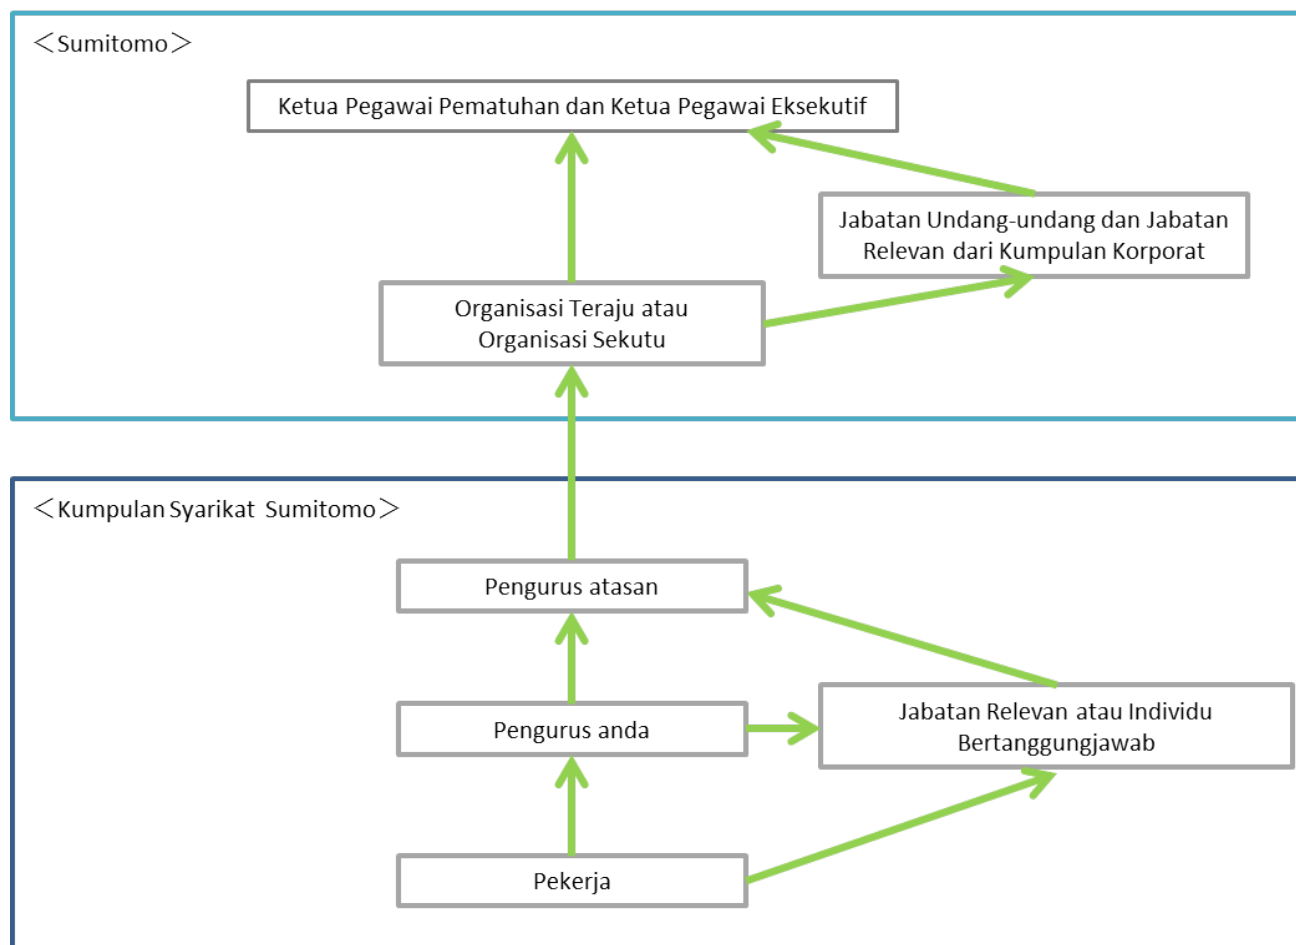 ＜Sumitomo＞
Ketua Pegawai Pematuhan dan Ketua Pegawai Eksekutif
Jabatan Undang-undang dan Jabatan
Relevan dari Kumpulan Korporat
Organisasi Teraju atau
Organisasi Sekutu
＜Kumpulan Syarikat Sumitomo＞
Pengurus atasan
Pengurus anda
Jabatan Relevan atau Individu
Bertanggungjawab
Pekerja